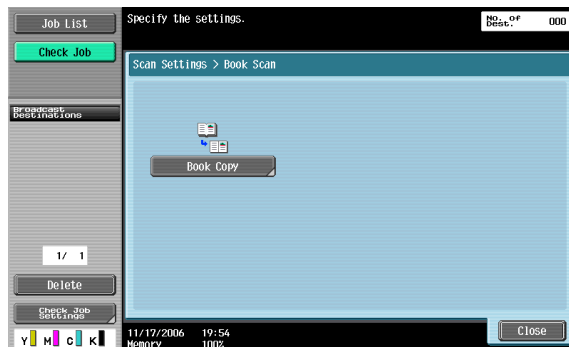 Job List
Specify the settings.
No. of
Dest.
000
Check Job
Scan Settings > Book Scan
Broadcast
Destinations
Book Copy
1/ 1
Delete
Check Job
Settings
Close
11/17/2006 19:54
Memory 100%
Y M C K